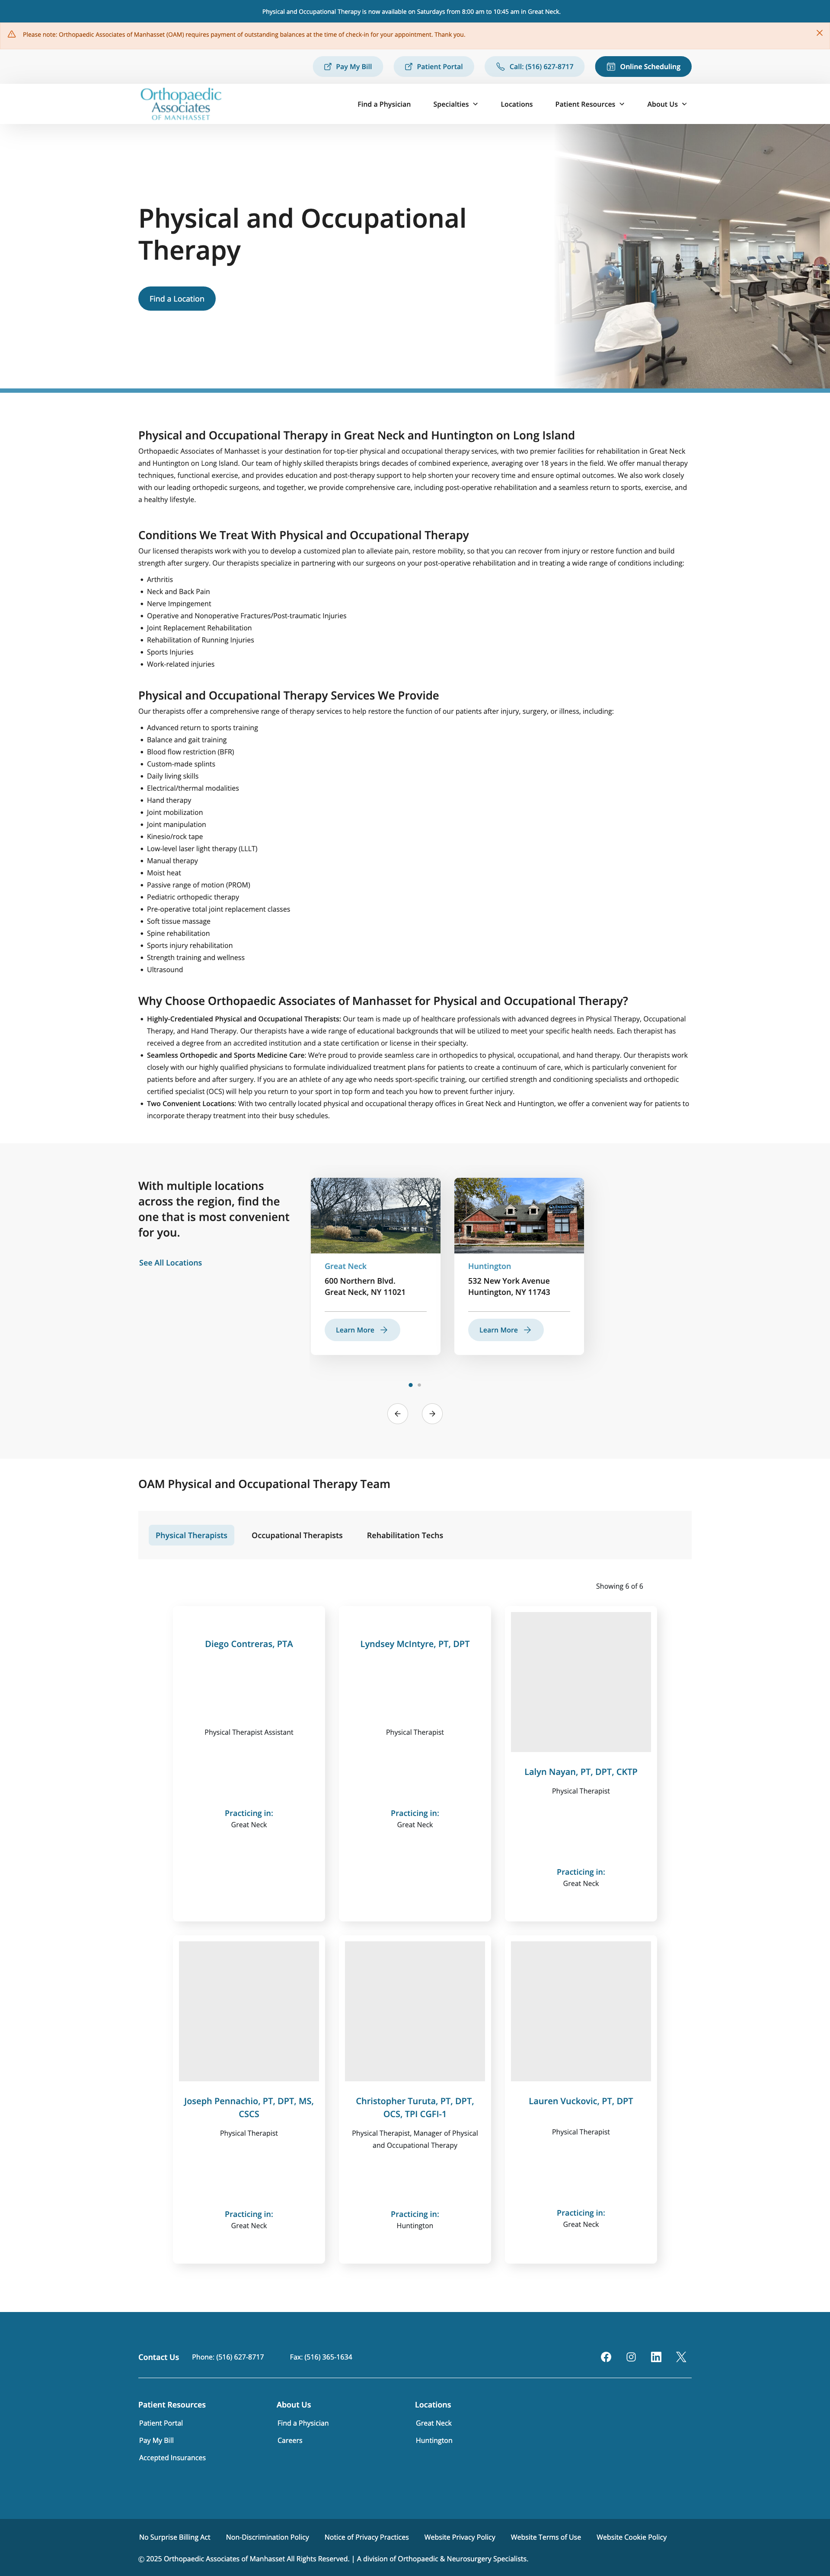 Physical and Occupational Therapy is now available on Saturdays from 8:00 am to 10:45 am in Great Neck.
Please note: Orthopaedic Associates of Manhasset (OAM) requires payment of outstanding balances at the time of check-in for your appointment. Thank you.
Pay My Bill
Patient Portal
Call: (516) 627-8717
Online Scheduling
Orthopaedic
Associates
OF MANHASSET
Find a Physician
Specialties
Locations
Patient Resources
About Us
Physical and Occupational
Therapy
Find a Location
Physical and Occupational Therapy in Great Neck and Huntington on Long Island
Orthopaedic Associates of Manhasset is your destination for top-tier physical and occupational therapy services, with two premier facilities for rehabilitation in Great Neck
and Huntington on Long Island. Our team of highly skilled therapists brings decades of combined experience, averaging over 18 years in the field. We offer manual therapy
techniques, functional exercise, and provides education and post-therapy support to help shorten your recovery time and ensure optimal outcomes. We also work closely
with our leading orthopedic surgeons, and together, we provide comprehensive care, including post-operative rehabilitation and a seamless return to sports, exercise, and
a healthy lifestyle.
Conditions We Treat With Physical and Occupational Therapy
Our licensed therapists work with you to develop a customized plan to alleviate pain, restore mobility, so that you can recover from injury or restore function and build
strength after surgery. Our therapists specialize in partnering with our surgeons on your post-operative rehabilitation and in treating a wide range of conditions including:
• Arthritis
• Neck and Back Pain
• Nerve Impingement
• Operative and Nonoperative Fractures/Post-traumatic Injuries
• Joint Replacement Rehabilitation
• Rehabilitation of Running Injuries
• Sports Injuries
• Work-related injuries
Physical and Occupational Therapy Services We Provide
Our therapists offer a comprehensive range of therapy services to help restore the function of our patients after injury, surgery, or illness, including:
• Advanced return to sports training
• Balance and gait training
• Blood flow restriction (BFR)
• Custom-made splints
• Daily living skills
• Electrical/thermal modalities
• Hand therapy
• Joint mobilization
• Joint manipulation
• Kinesio/rock tape
• Low-level laser light therapy (LLLT)
• Manual therapy
• Moist heat
• Passive range of motion (PROM)
• Pediatric orthopedic therapy
• Pre-operative total joint replacement classes
• Soft tissue massage
• Spine rehabilitation
• Sports injury rehabilitation
• Strength training and wellness
• Ultrasound
Why Choose Orthopaedic Associates of Manhasset for Physical and Occupational Therapy?
• Highly-Credentialed Physical and Occupational Therapists: Our team is made up of healthcare professionals with advanced degrees in Physical Therapy, Occupational
Therapy, and Hand Therapy. Our therapists have a wide range of educational backgrounds that will be utilized to meet your specific health needs. Each therapist has
received a degree from an accredited institution and a state certification or license in their specialty.
• Seamless Orthopedic and Sports Medicine Care: We're proud to provide seamless care in orthopedics to physical, occupational, and hand therapy. Our therapists work
closely with our highly qualified physicians to formulate individualized treatment plans for patients to create a continuum of care, which is particularly convenient for
patients before and after surgery. If you are an athlete of any age who needs sport-specific training, our certified strength and conditioning specialists and orthopedic
certified specialist (OCS) will help you return to your sport in top form and teach you how to prevent further injury.
• Two Convenient Locations: With two centrally located physical and occupational therapy offices in Great Neck and Huntington, we offer a convenient way for patients to
incorporate therapy treatment into their busy schedules.
With multiple locations
across the region, find the
one that is most convenient
for you.
See All Locations
Great Neck
600 Northern Blvd.
Great Neck, NY 11021
Learn More
Huntington
532 New York Avenue
Huntington, NY 11743
Learn More
OAM Physical and Occupational Therapy Team
Physical Therapists
Occupational Therapists
Rehabilitation Techs
Showing 6 of 6
Diego Contreras, PTA
Physical Therapist Assistant
Practicing in:
Great Neck
Lyndsey McIntyre, PT, DPT
Physical Therapist
Practicing in:
Great Neck
Lalyn Nayan, PT, DPT, CKTP
Physical Therapist
Practicing in:
Great Neck
Joseph Pennachio, PT, DPT, MS,
CSCS
Physical Therapist
Practicing in:
Great Neck
Christopher Turuta, PT, DPT,
OCS, TPI CGFI-1
Physical Therapist, Manager of Physical
and Occupational Therapy
Practicing in:
Huntington
Lauren Vuckovic, PT, DPT
Physical Therapist
Practicing in:
Great Neck
Contact Us
Phone: (516) 627-8717
Fax: (516) 365-1634
Patient Resources
Patient Portal
Pay My Bill
Accepted Insurances
About Us
Find a Physician
Careers
Locations
Great Neck
Huntington
No Surprise Billing Act
Non-Discrimination Policy
Notice of Privacy Practices
Website Privacy Policy
Website Terms of Use
Website Cookie Policy
© 2025 Orthopaedic Associates of Manhasset All Rights Reserved. | A division of Orthopaedic & Neurosurgery Specialists.